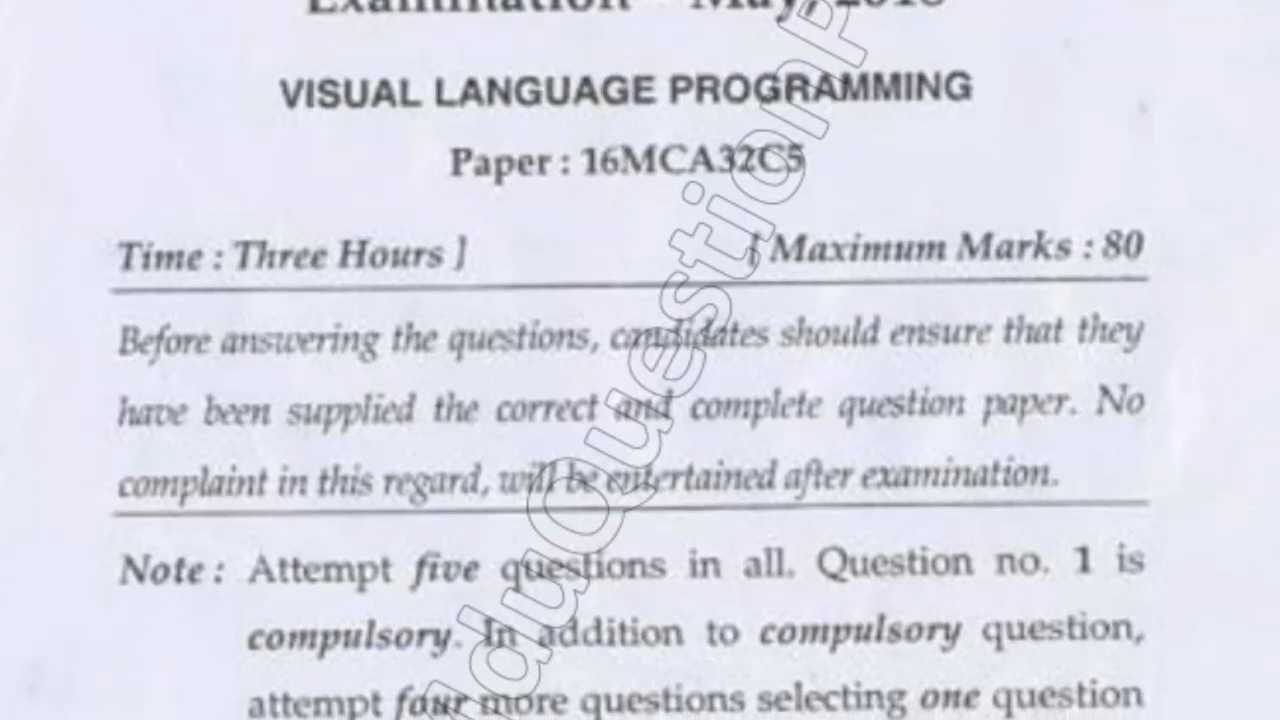 Examination – May, 2018
VISUAL LANGUAGE PROGRAMMING
Paper : 16MCA32C5
Time : Three Hours ] [ Maximum Marks : 80
Before answering the questions, candidates should ensure that they
have been supplied the correct and complete question paper. No
complaint in this regard, will be entertained after examination.
Note : Attempt five questions in all. Question no. 1 is
compulsory. In addition to compulsory question,
attempt four more questions selecting one question
MduQuestionP